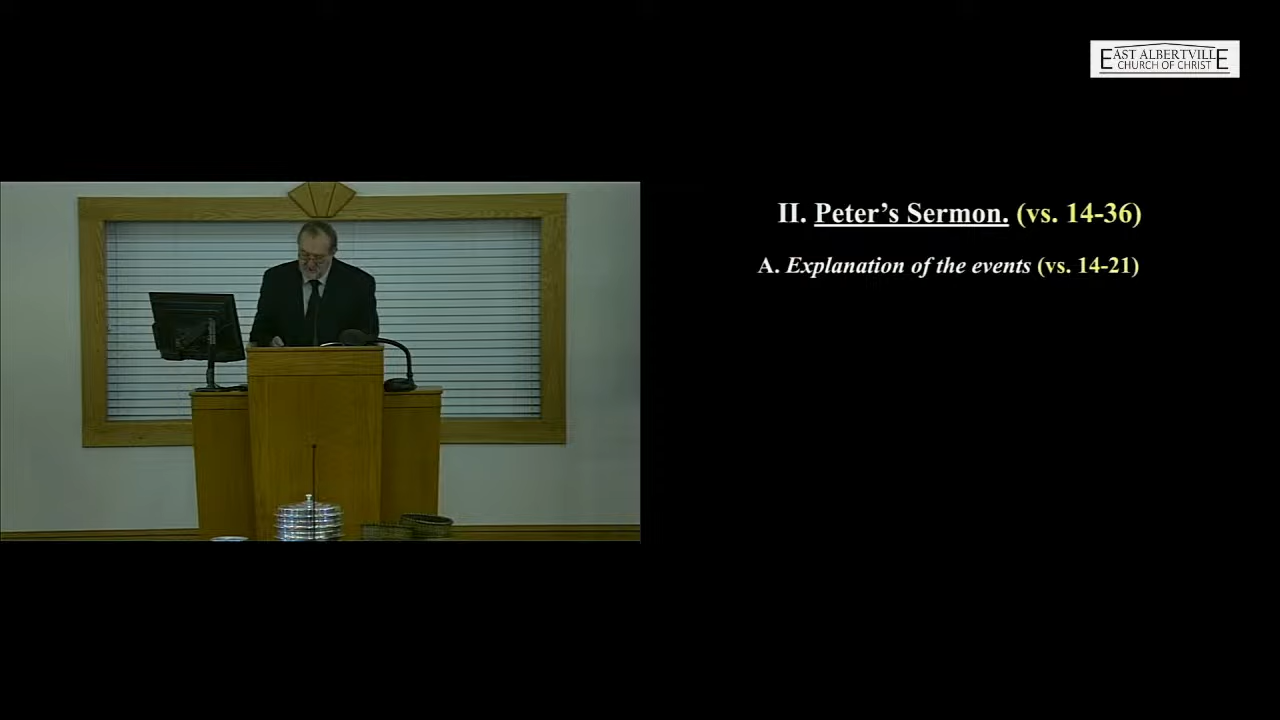 EAST ALBERTVILLE
CHURCH OF CHRIST
II. Peter's Sermon. (vs. 14-36)
A. Explanation of the events (vs. 14-21)